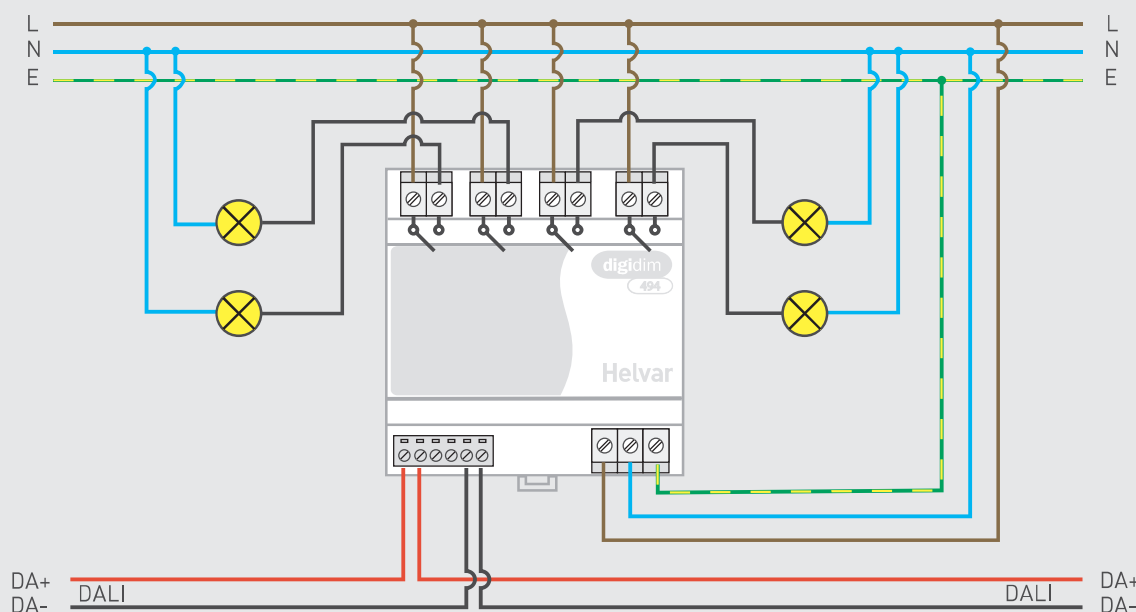 L L
N N
E E
digidim
494
Helvar
DA+ DA+
DALI DALI
DA- DA-